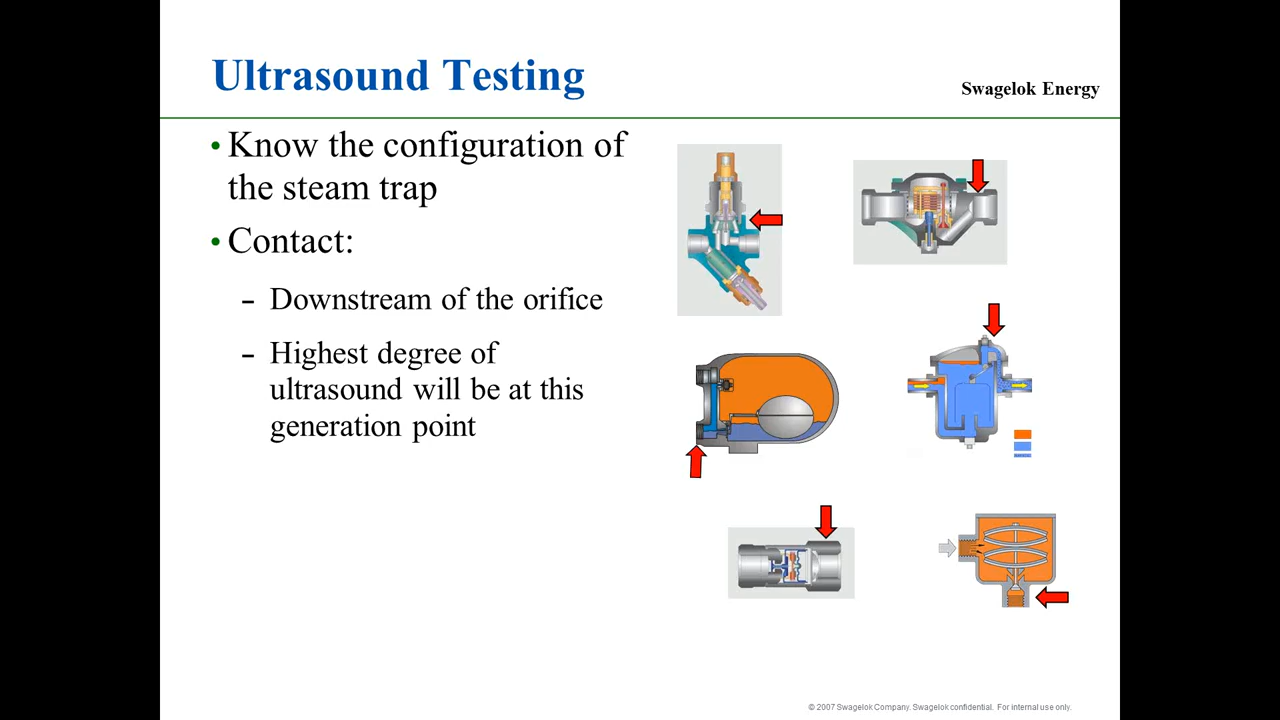 Ultrasound Testing
Swagelok Energy
• Know the configuration of
the steam trap
• Contact:
– Downstream of the orifice
– Highest degree of
ultrasound will be at this
generation point
© 2007 Swagelok Company. Swagelok confidential. For internal use only.